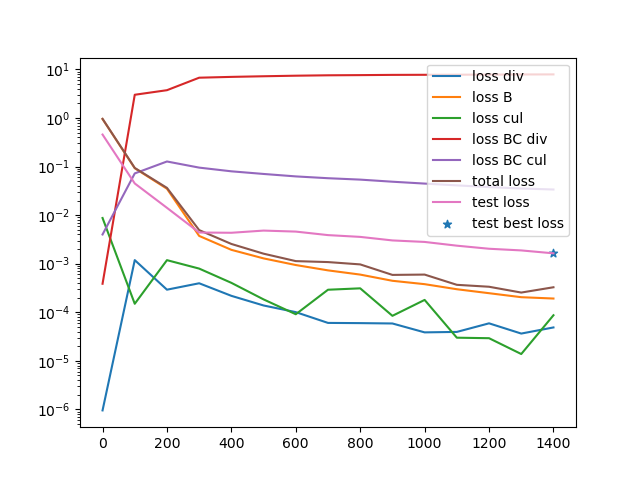 10¹
10⁰
10⁻¹
10⁻²
10⁻³
10⁻⁴
10⁻⁵
10⁻⁶
0
200
400
600
800
1000
1200
1400
loss div
loss B
loss cul
loss BC div
loss BC cul
total loss
test loss
test best loss